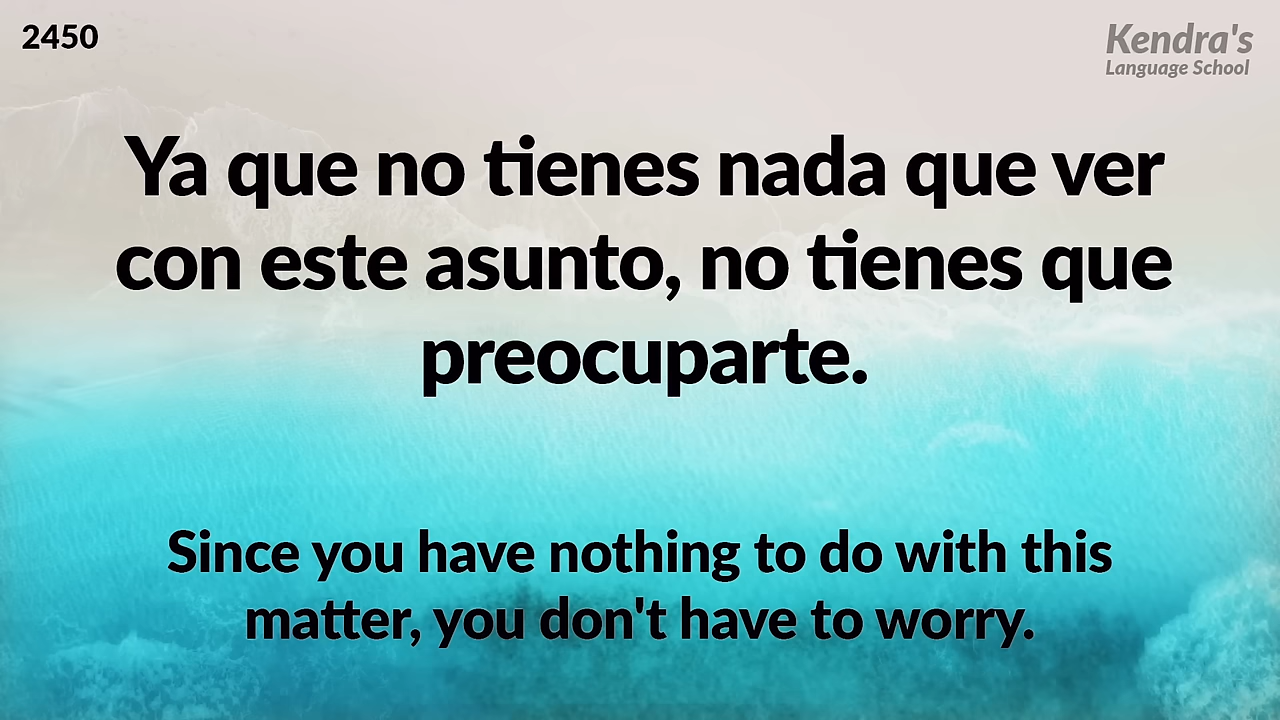 2450
Kendra's
Language School
Ya que no tienes nada que ver
con este asunto, no tienes que
preocuparte.
Since you have nothing to do with this
matter, you don't have to worry.